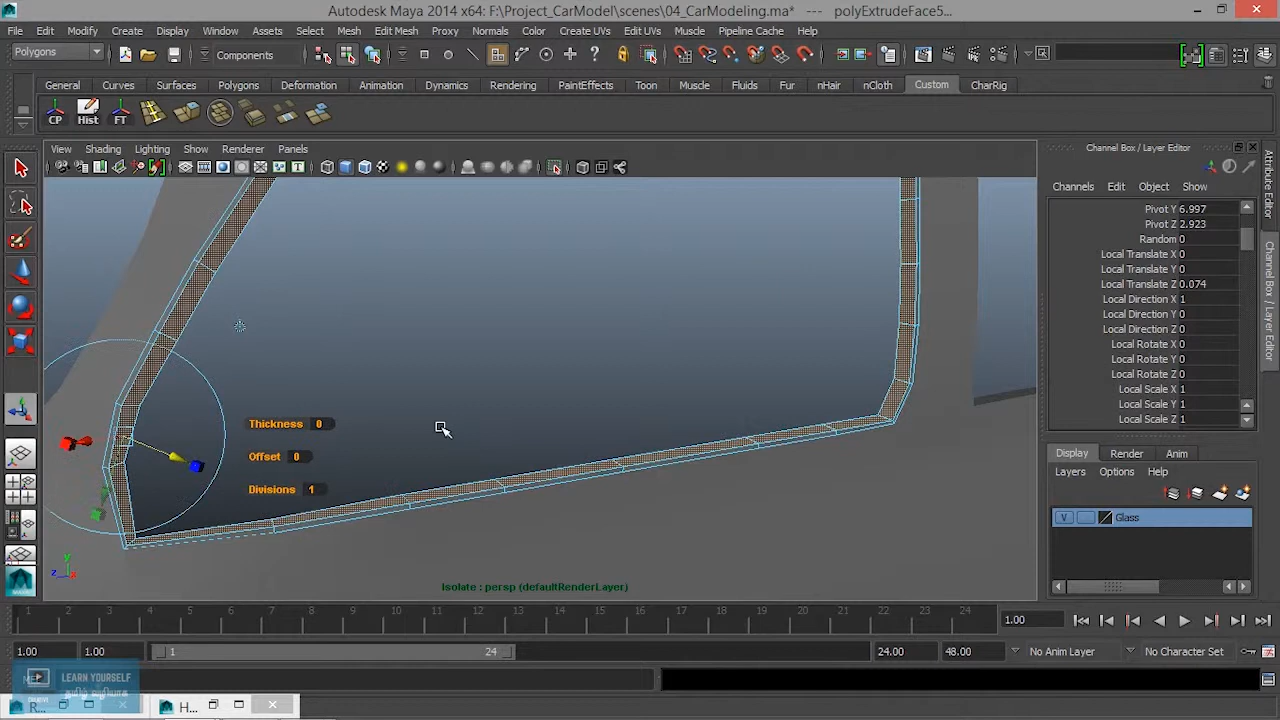 Autodesk Maya 2014 x64: F:\Project_CarModel\scenes\04_CarModeling.ma*   ---   polyExtrudeFace5...
File Edit Modify Create Display Window Assets Select Mesh Edit Mesh Proxy Normals Color Create UVs Edit UVs Muscle Pipeline Cache Help
Polygons Components
General Curves Surfaces Polygons Deformation Animation Dynamics Rendering PaintEffects Toon Muscle Fluids Fur nHair nCloth Custom CharRig
CP Hist FT
View Shading Lighting Show Renderer Panels
Channel Box / Layer Editor
Channels Edit Object Show
Pivot Y 6.997
Pivot Z 2.923
Random 0
Local Translate X 0
Local Translate Y 0
Local Translate Z 0.074
Local Direction X 1
Local Direction Y 0
Local Direction Z 0
Local Rotate X 0
Local Rotate Y 0
Local Rotate Z 0
Local Scale X 1
Local Scale Y 1
Local Scale Z 1
Attribute Editor
Channel Box / Layer Editor
Thickness 0
Offset 0
Divisions 1
y
z x
Isolate : persp (defaultRenderLayer)
Display Render Anim
Layers Options Help
V Glass
1 2 3 4 5 6 7 8 9 10 11 12 13 14 15 16 17 18 19 20 21 22 23 24 1.00
1.00 1.00 1 24 24.00 48.00 No Anim Layer No Character Set
LEARN YOURSELF
தமிழ் வழியாக
R... H...